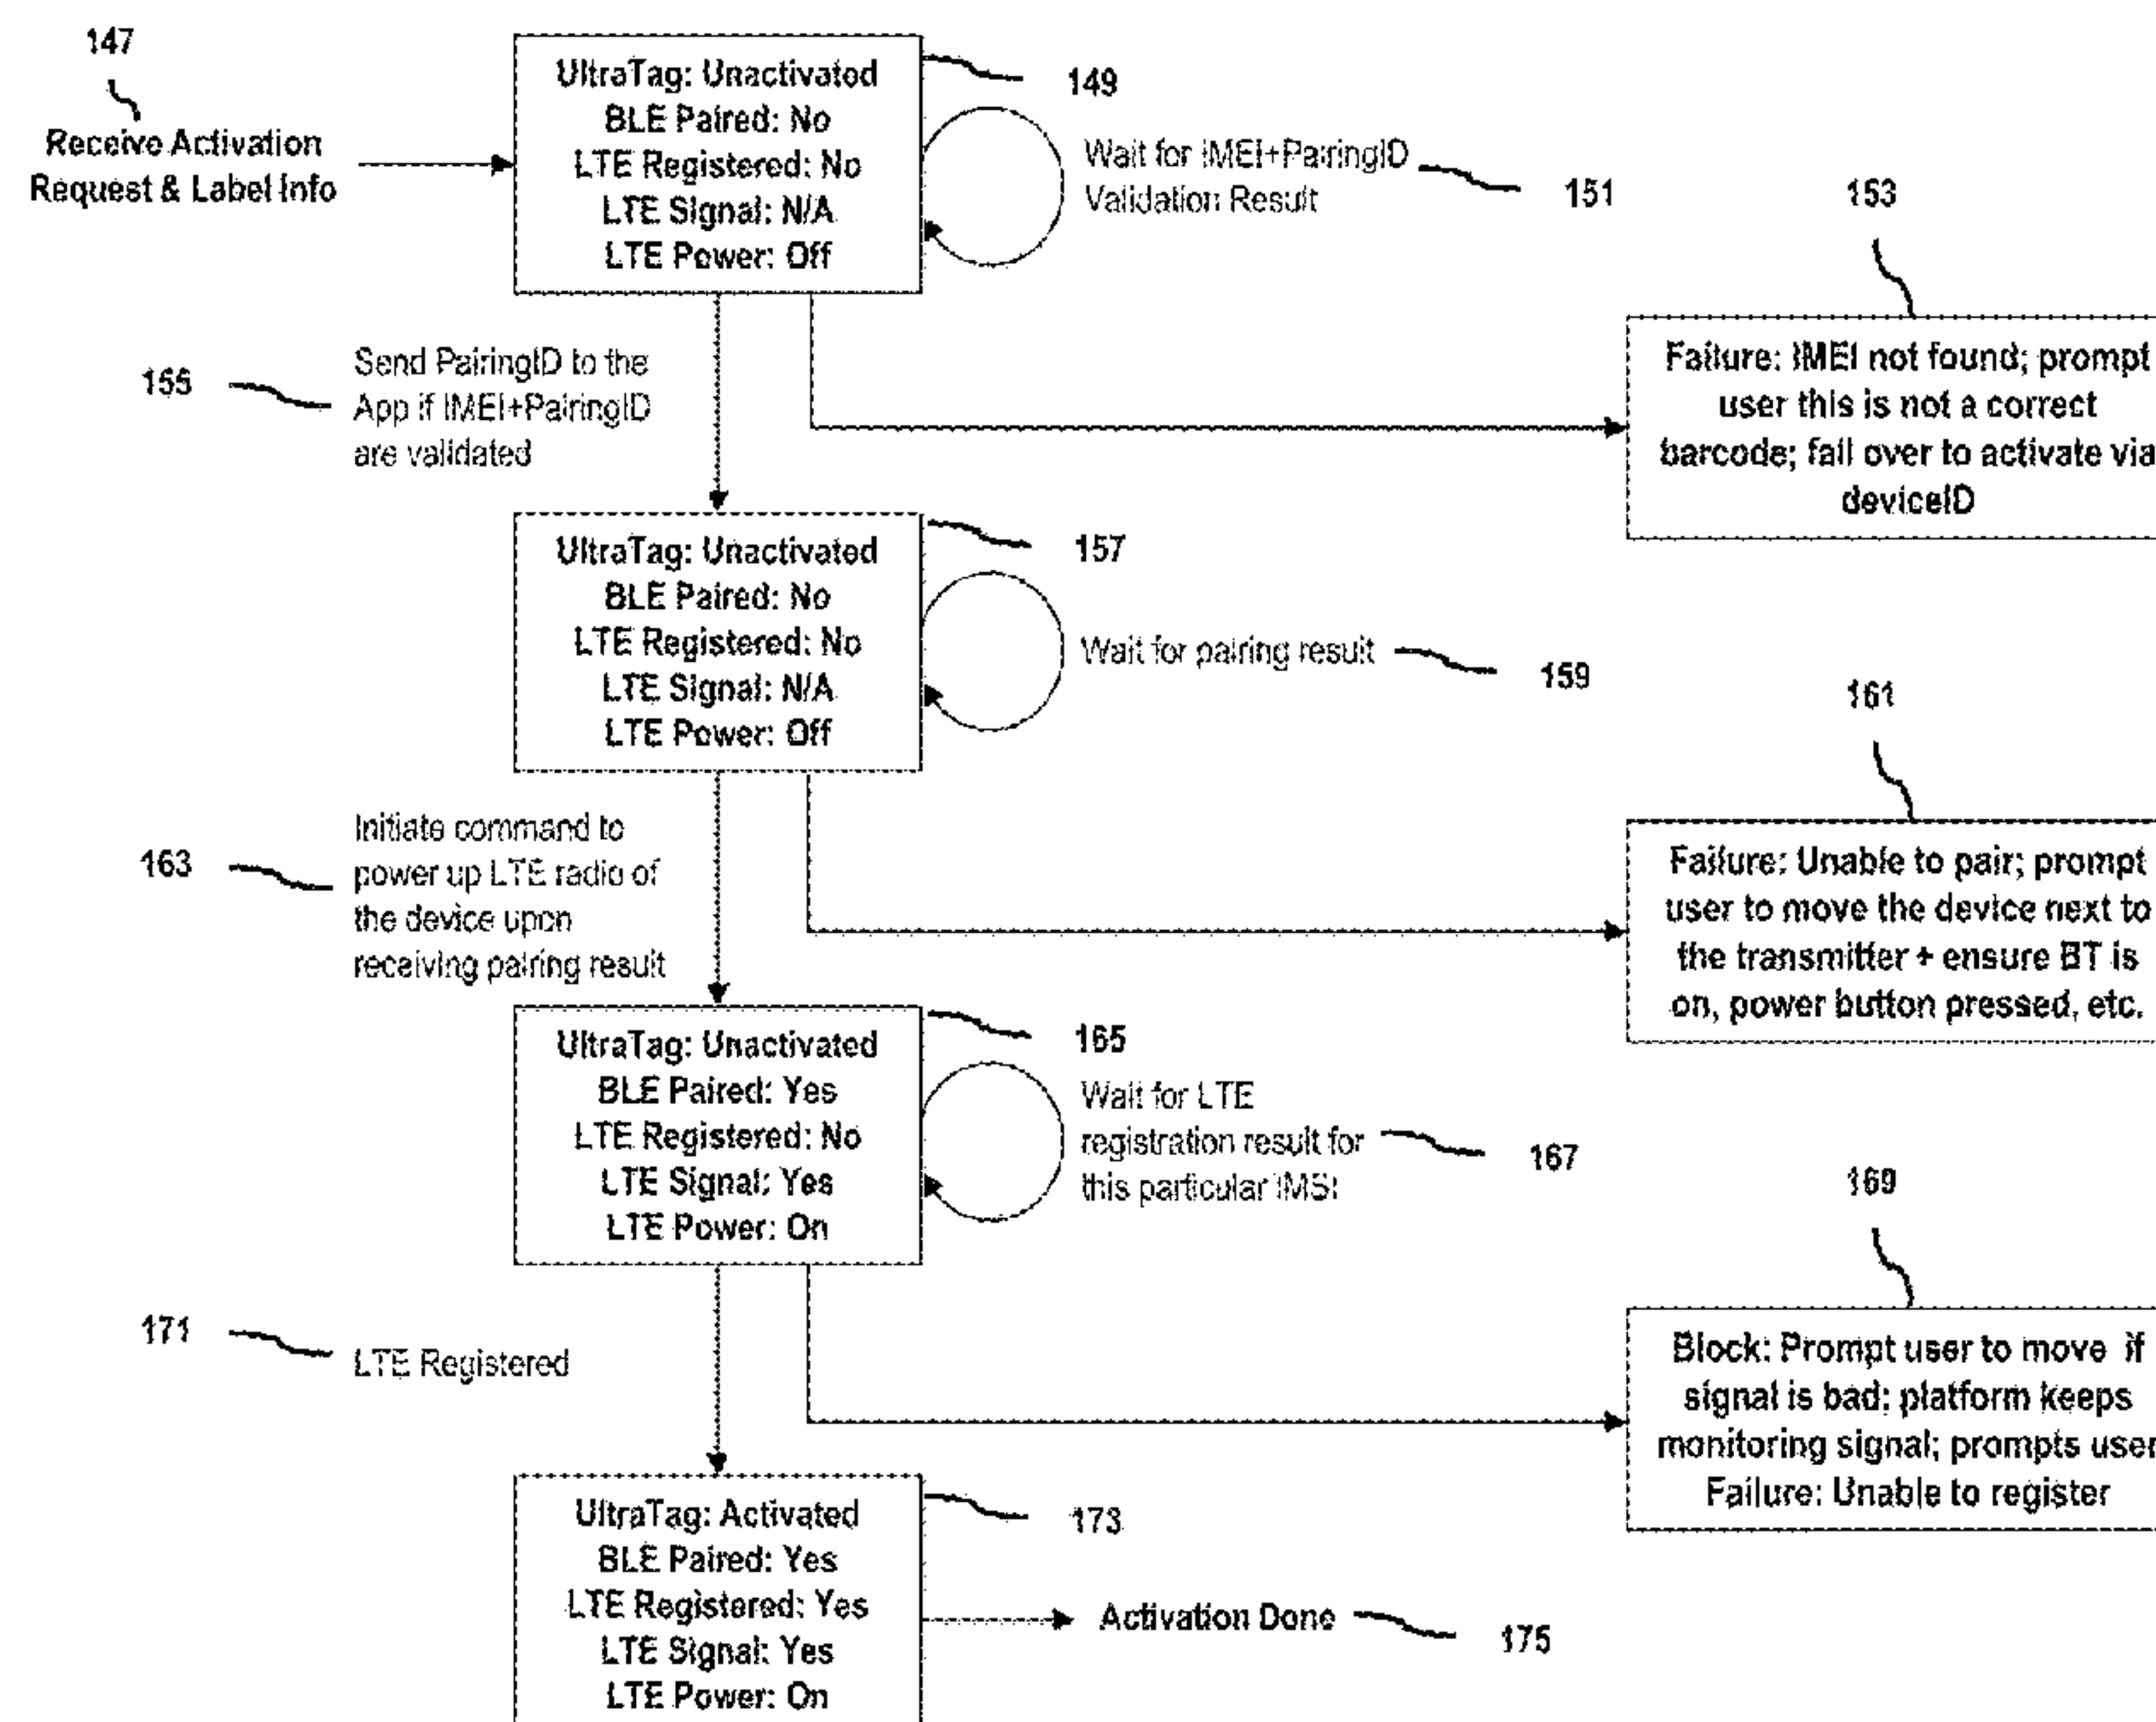 147
Receive Activation
Request & Label Info
UltraTag: Unactivated
BLE Paired: No
LTE Registered: No
LTE Signal: N/A
LTE Power: Off
149
Wait for IMEI+PairingID
Validation Result
151
153
Failure: IMEI not found; prompt
user this is not a correct
barcode; fail over to activate via
deviceID
155
Send PairingID to the
App if IMEI+PairingID
are validated
UltraTag: Unactivated
BLE Paired: No
LTE Registered: No
LTE Signal: N/A
LTE Power: Off
157
Wait for pairing result
159
161
Failure: Unable to pair; prompt
user to move the device next to
the transmitter + ensure BT is
on, power button pressed, etc.
163
Initiate command to
power up LTE radio of
the device upon
receiving pairing result
UltraTag: Unactivated
BLE Paired: Yes
LTE Registered: No
LTE Signal: Yes
LTE Power: On
165
Wait for LTE
registration result for
this particular IMSI
167
169
Block: Prompt user to move if
signal is bad; platform keeps
monitoring signal; prompts user
Failure: Unable to register
171
LTE Registered
UltraTag: Activated
BLE Paired: Yes
LTE Registered: Yes
LTE Signal: Yes
LTE Power: On
173
Activation Done
175